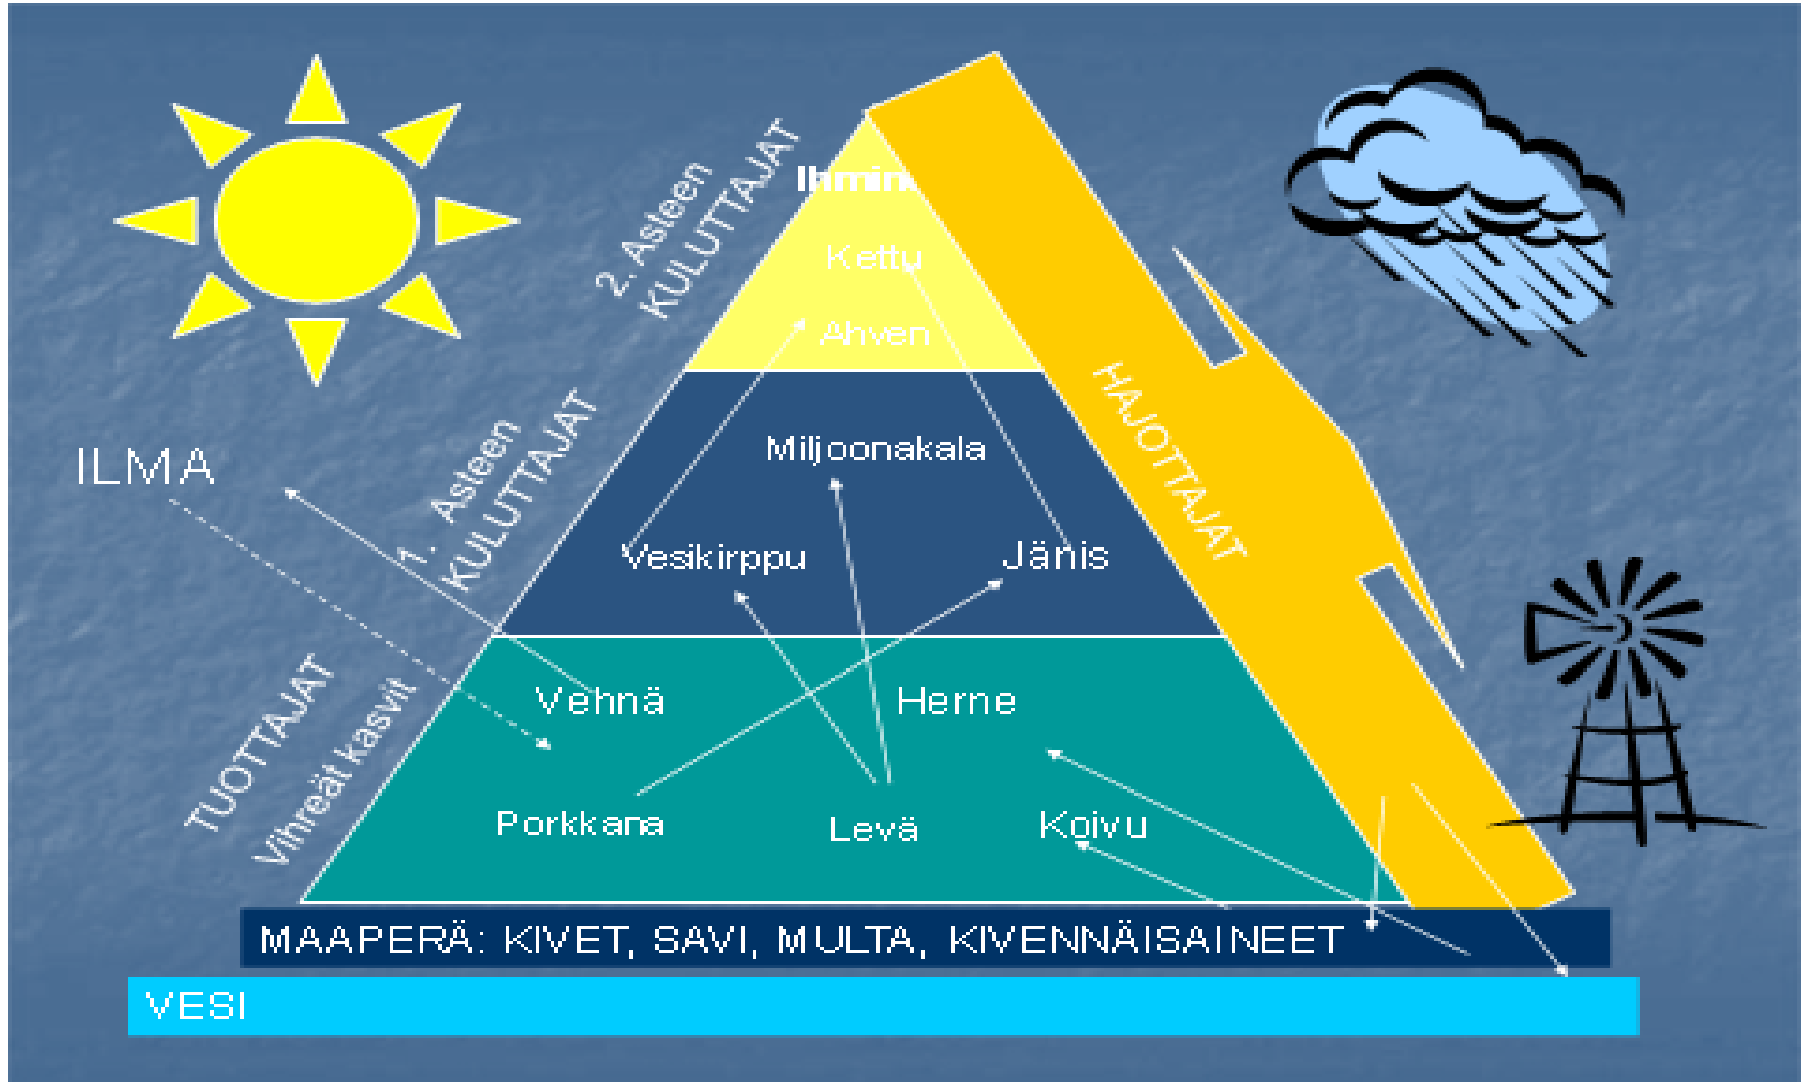 2. Asteen
KULUTTAJAT
Kettu
Ahven
ILMA
1. Asteen
KULUTTAJAT
Miljoonakala
Vesikirppu
Jänis
HAJOTTAJAT
TUOTTAJAT
Vihreät kasvit
Vehnä
Herne
Porkkana
Levä
Koivu
MAAPERÄ: KIVET, SAVI, MULTA, KIVENNÄISAINEET
VESI